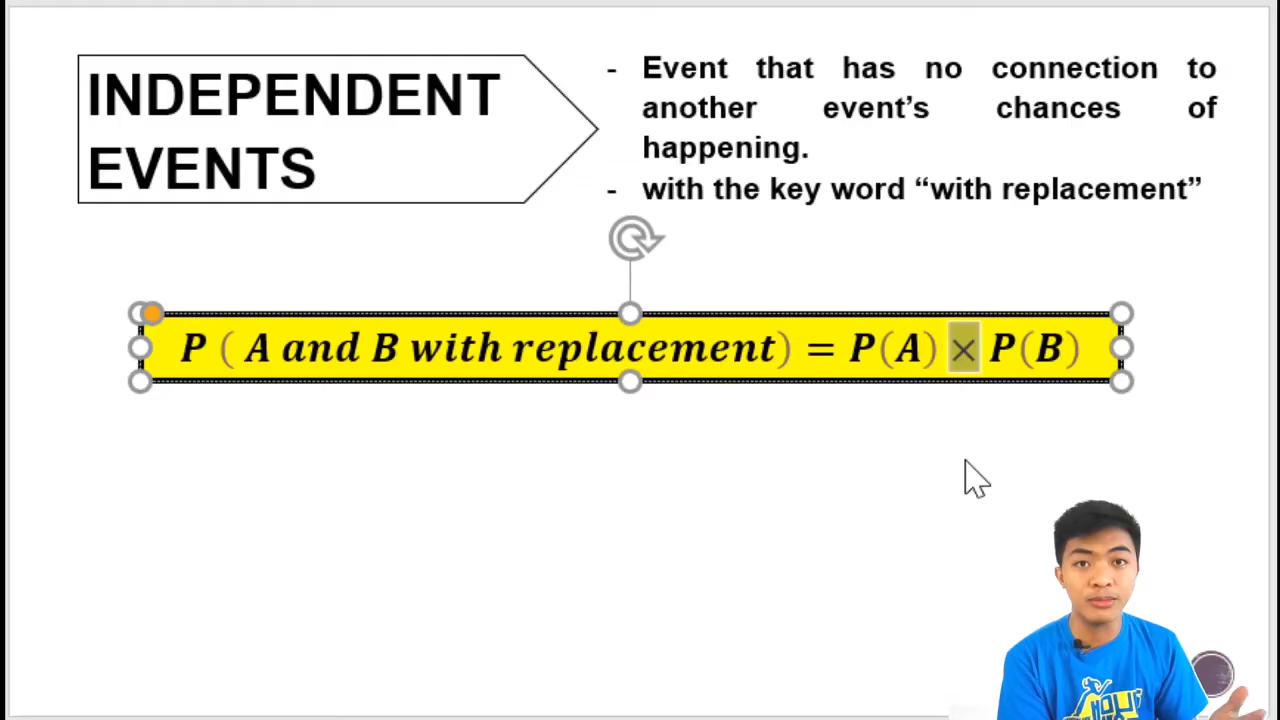 INDEPENDENT
EVENTS
- Event that has no connection to
another event's chances of
happening.
- with the key word “with replacement”
P ( A and B with replacement) = P(A) × P(B)